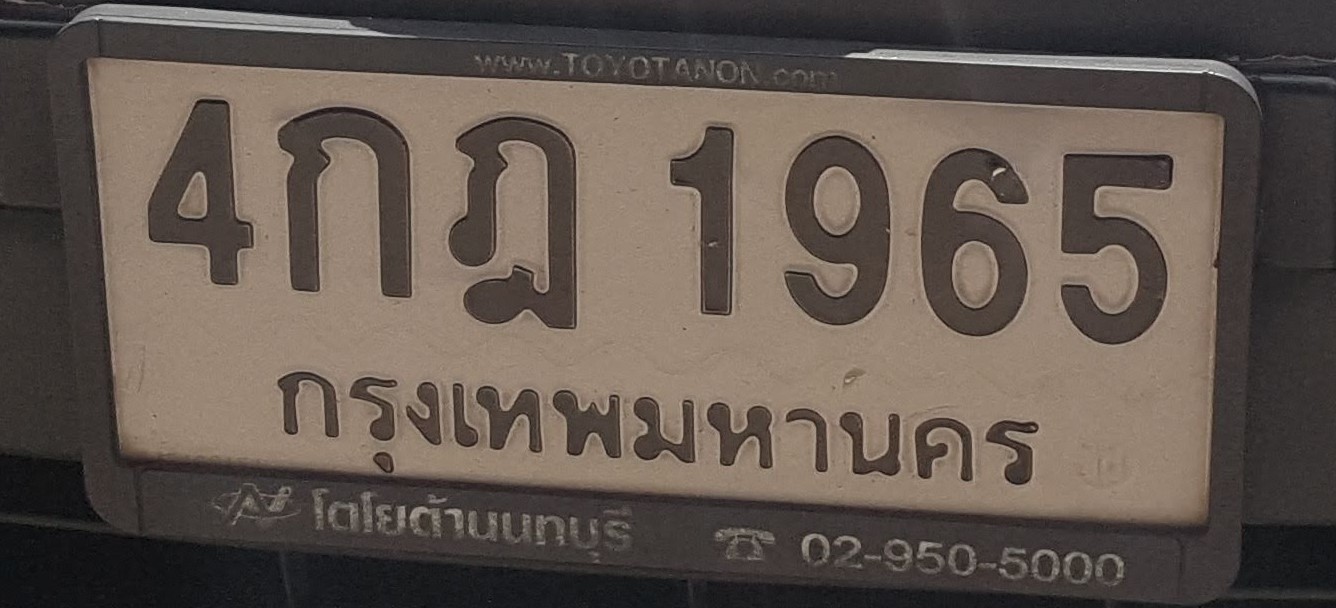 www.TOYOTANON.com
4กฎ 1965
กรุงเทพมหานคร
โตโยต้านนทบุรี ☎ 02-950-5000